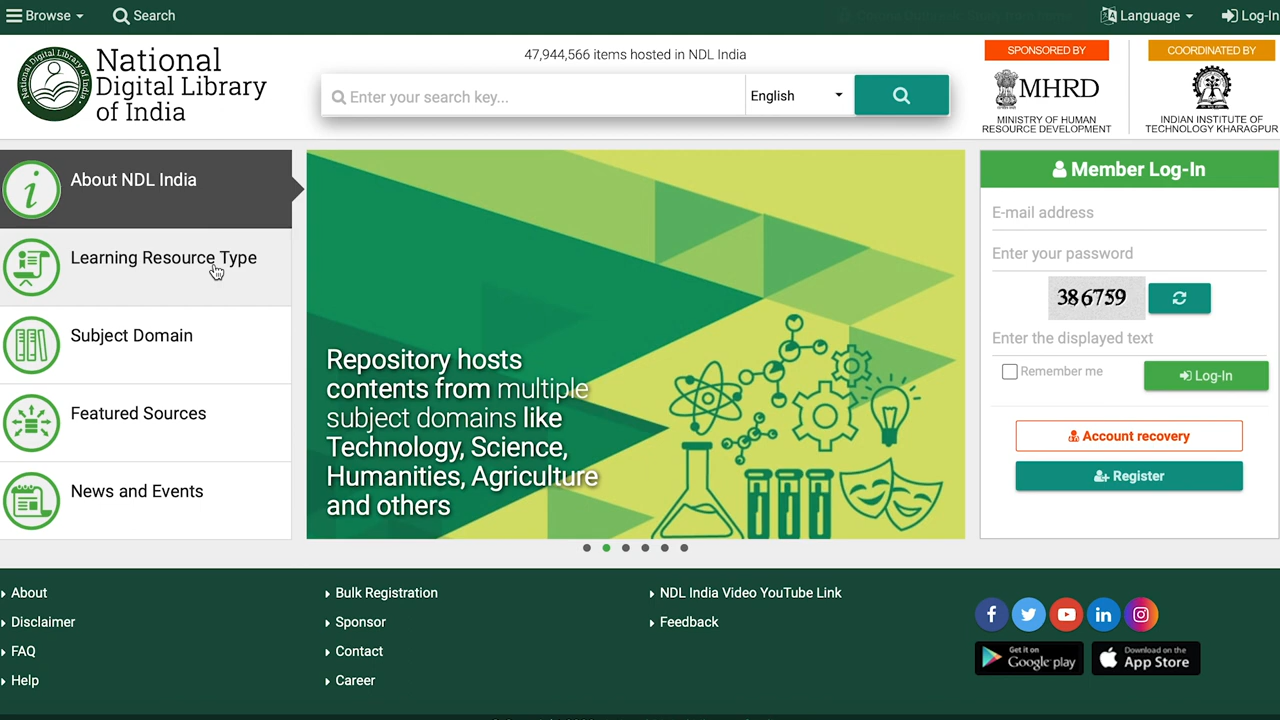 Browse
Search
Language
Log-In
National Digital Library of India
National
Digital Library
of India
47,944,566 items hosted in NDL India
Enter your search key...
English
SPONSORED BY
MHRD
MINISTRY OF HUMAN
RESOURCE DEVELOPMENT
COORDINATED BY
INDIAN INSTITUTE OF
TECHNOLOGY KHARAGPUR
About NDL India
Learning Resource Type
Subject Domain
Featured Sources
News and Events
Repository hosts
contents from multiple
subject domains like
Technology, Science,
Humanities, Agriculture
and others
Member Log-In
E-mail address
Enter your password
386759
Enter the displayed text
Remember me
Log-In
Account recovery
Register
About
Disclaimer
FAQ
Help
Bulk Registration
Sponsor
Contact
Career
NDL India Video YouTube Link
Feedback
Get it on
Google play
Download on the
App Store